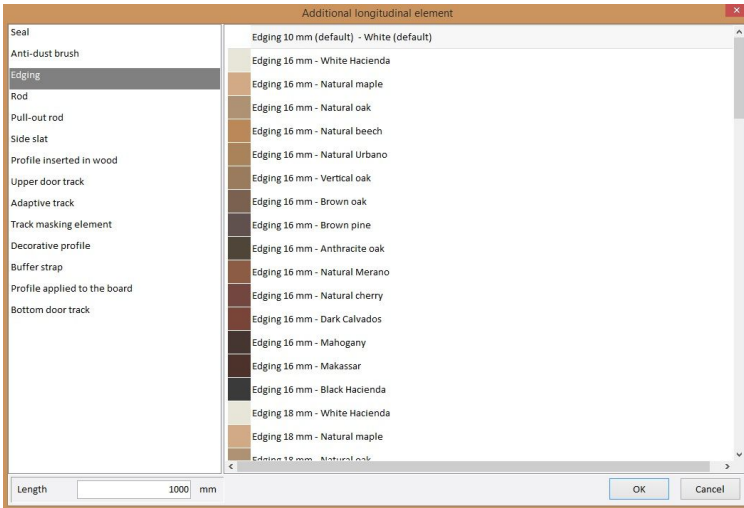 Additional longitudinal element
Seal
Anti-dust brush
Edging
Rod
Pull-out rod
Side slat
Profile inserted in wood
Upper door track
Adaptive track
Track masking element
Decorative profile
Buffer strap
Profile applied to the board
Bottom door track
Edging 10 mm (default) - White (default)
Edging 16 mm - White Hacienda
Edging 16 mm - Natural maple
Edging 16 mm - Natural oak
Edging 16 mm - Natural beech
Edging 16 mm - Natural Urbano
Edging 16 mm - Vertical oak
Edging 16 mm - Brown oak
Edging 16 mm - Brown pine
Edging 16 mm - Anthracite oak
Edging 16 mm - Natural Merano
Edging 16 mm - Natural cherry
Edging 16 mm - Dark Calvados
Edging 16 mm - Mahogany
Edging 16 mm - Makassar
Edging 16 mm - Black Hacienda
Edging 18 mm - White Hacienda
Edging 18 mm - Natural maple
Edging 18 mm - Natural oak
Length 1000 mm
OK Cancel